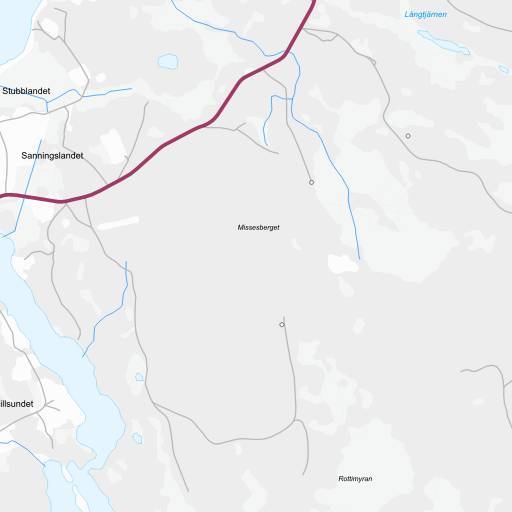 Långtjärnen
Stubblandet
Sanningslandet
Missesberget
illsundet
Rottimyran